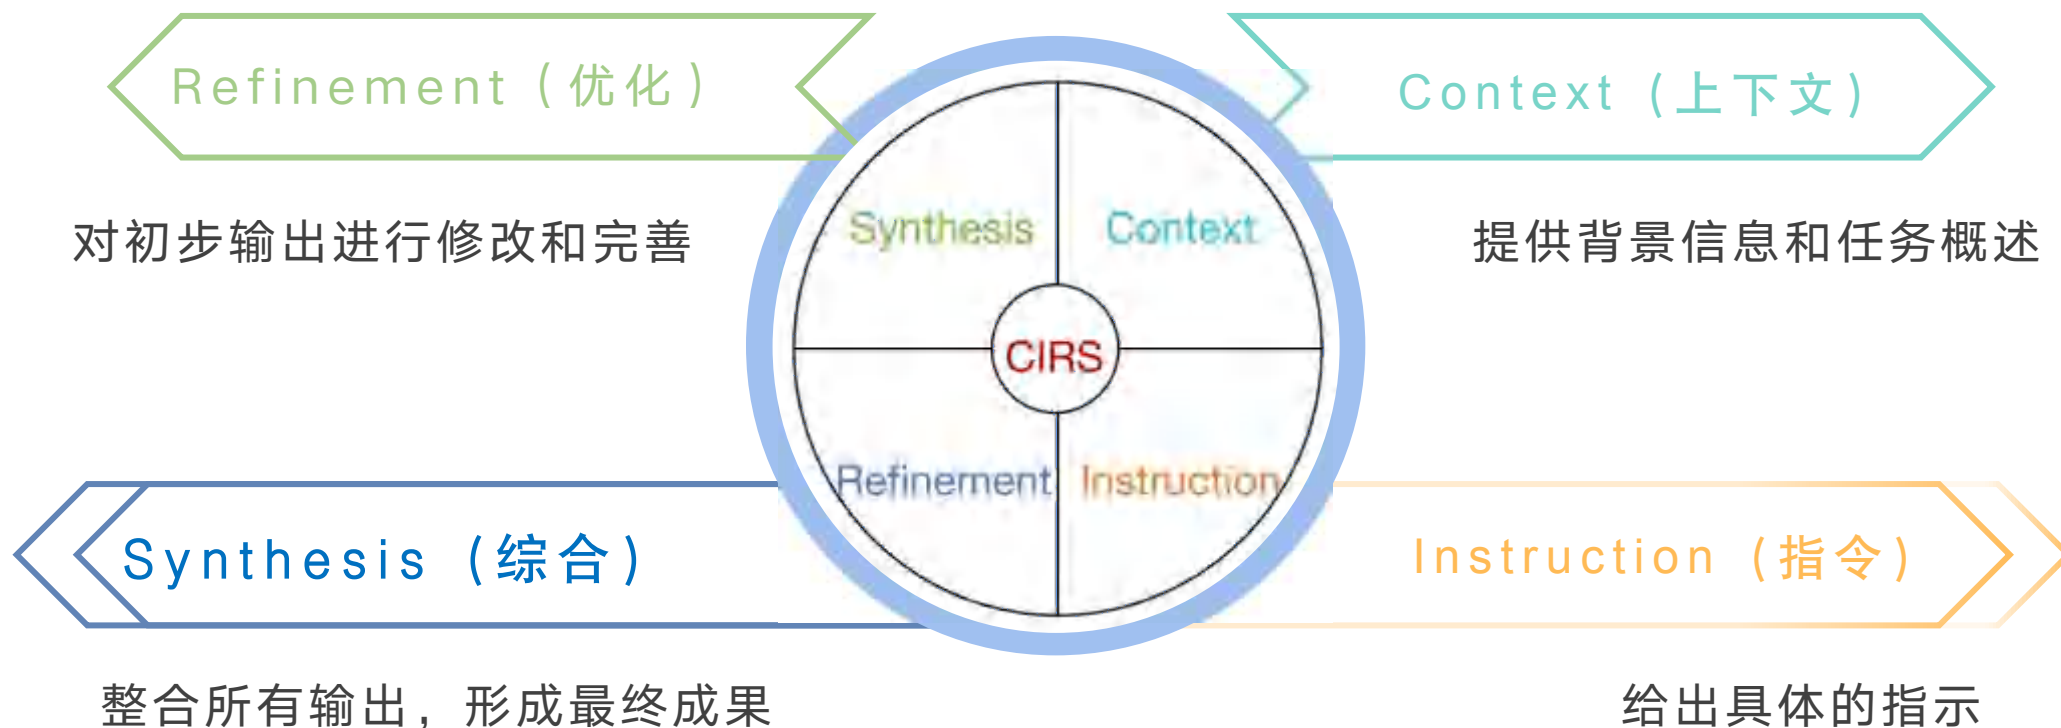 Refinement（优化）
Context（上下文）
对初步输出进行修改和完善
提供背景信息和任务概述
Synthesis
Context
CIRS
Refinement
Instruction
Synthesis（综合）
Instruction（指令）
整合所有输出，形成最终成果
给出具体的指示